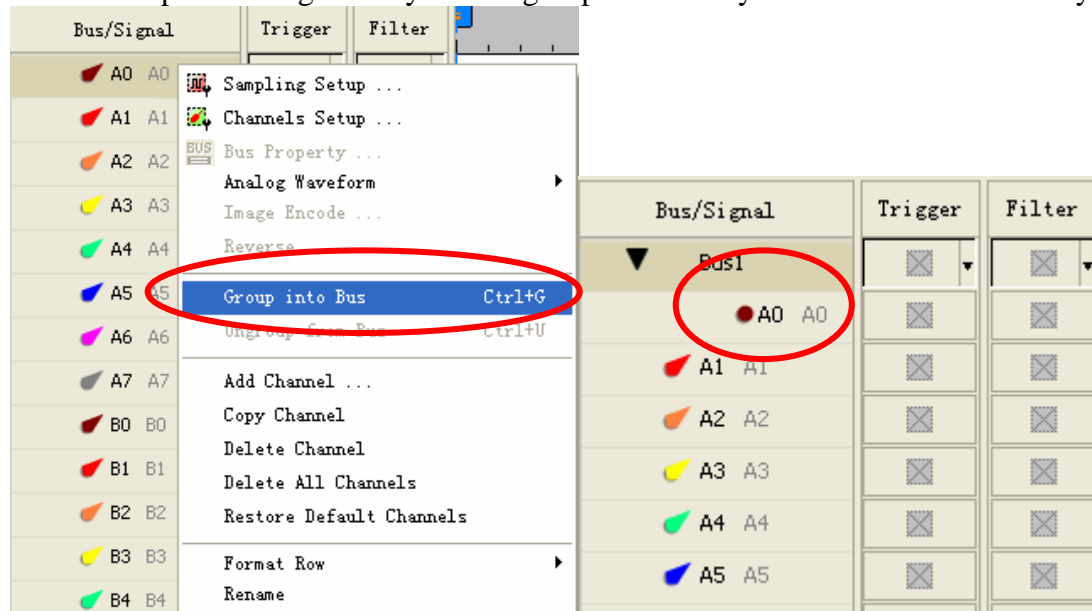 Bus/Signal Trigger Filter
A0 A0
Sampling Setup ...
A1 A1
Channels Setup ...
BUS Bus Property ...
A2 A2
Analog Waveform
A3 A3
Image Encode ...
A4 A4
Reverse
A5 A5
Group into Bus Ctrl+G
A6 A6
Ungroup from Bus Ctrl+U
A7 A7
Add Channel ...
B0 B0
Copy Channel
Delete Channel
B1 B1
Delete All Channels
B2 B2
Restore Default Channels
B3 B3
Format Row
B4 B4
Rename
Bus/Signal Trigger Filter
Bus1
A0 A0
A1 A1
A2 A2
A3 A3
A4 A4
A5 A5